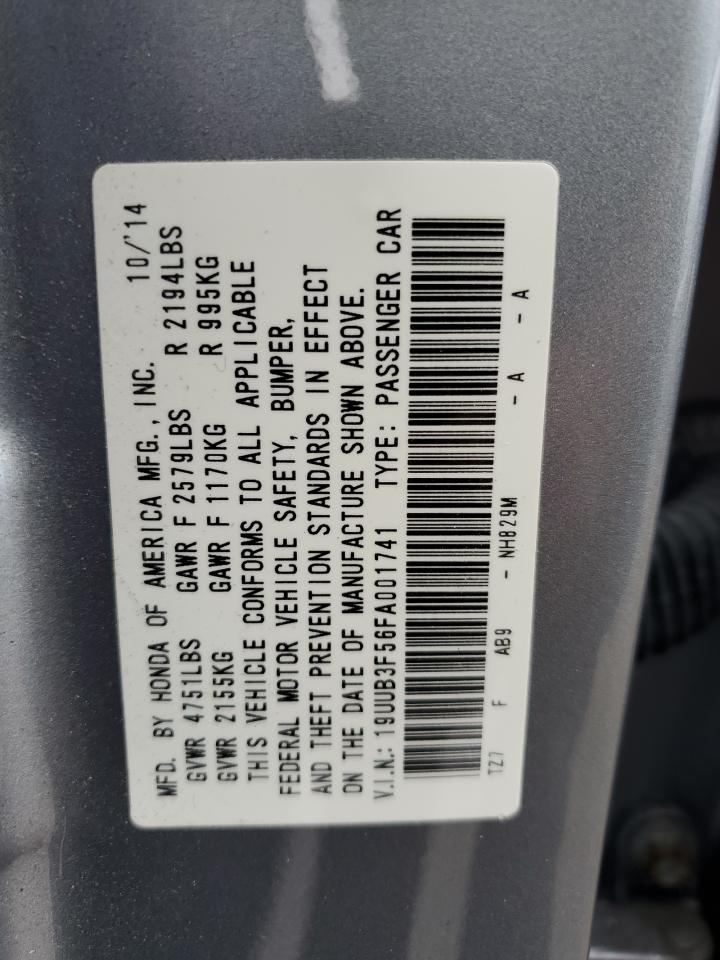 MFD. BY HONDA OF AMERICA MFG., INC. 10/'14
GVWR 4751LBS GAWR F 2579LBS R 2194LBS
GVWR 2155KG GAWR F 1170KG R 995KG
THIS VEHICLE CONFORMS TO ALL APPLICABLE
FEDERAL MOTOR VEHICLE SAFETY, BUMPER,
AND THEFT PREVENTION STANDARDS IN EFFECT
ON THE DATE OF MANUFACTURE SHOWN ABOVE.
V.I.N.: 19UUB3F56FA001741 TYPE: PASSENGER CAR
TZ7 F AB9 - NH829M - A - A